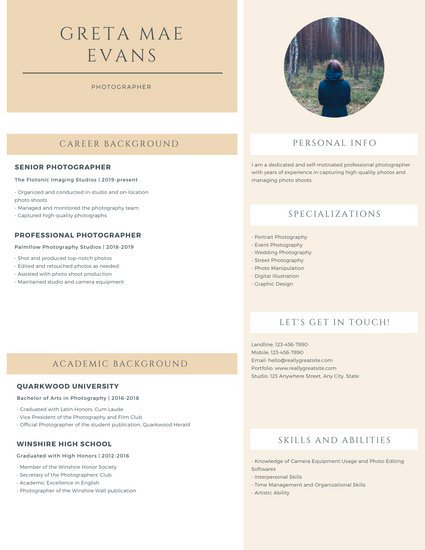 GRETA MAE
EVANS
PHOTOGRAPHER
CAREER BACKGROUND
SENIOR PHOTOGRAPHER
The Flotonic Imaging Studios | 2019-present
- Organized and conducted in-studio and on-location
photo shoots
- Managed and monitored the photography team
- Captured high-quality photographs
PROFESSIONAL PHOTOGRAPHER
Palmllow Photography Studios | 2018-2019
- Shot and produced top notch photos
- Edited and retouched photos as needed
- Assisted with photo shoot production
- Maintained studio and camera equipment
ACADEMIC BACKGROUND
QUARKWOOD UNIVERSITY
Bachelor of Arts in Photography | 2016-2018
- Graduated with Latin Honors, Cum Laude
- Vice President of the Photography and Film Club
- Official Photographer of the student publication, Quarkwood Herald
WINSHIRE HIGH SCHOOL
Graduated with High Honors | 2012-2016
- Member of the Winshire Honor Society
- Secretary of the Photographers' Club
- Academic Excellence in English
- Photographer of the Winshire Wall publication
PERSONAL INFO
I am a dedicated and self-motivated professional photographer
with years of experience in capturing high-quality photos and
managing photo shoots
SPECIALIZATIONS
- Portrait Photography
- Event Photography
- Wedding Photography
- Street Photography
- Photo Manipulation
- Digital Illustration
- Graphic Design
LET'S GET IN TOUCH!
Landline: 123-456-7890
Mobile: 123-456-7890
Email: hello@reallygreatsite.com
Portfolio: www.reallygreatsite.com
Studio: 123 Anywhere Street, Any City, State
SKILLS AND ABILITIES
- Knowledge of Camera Equipment Usage and Photo Editing
Softwares
- Interpersonal Skills
- Time Management and Organizational Skills
- Artistic Ability